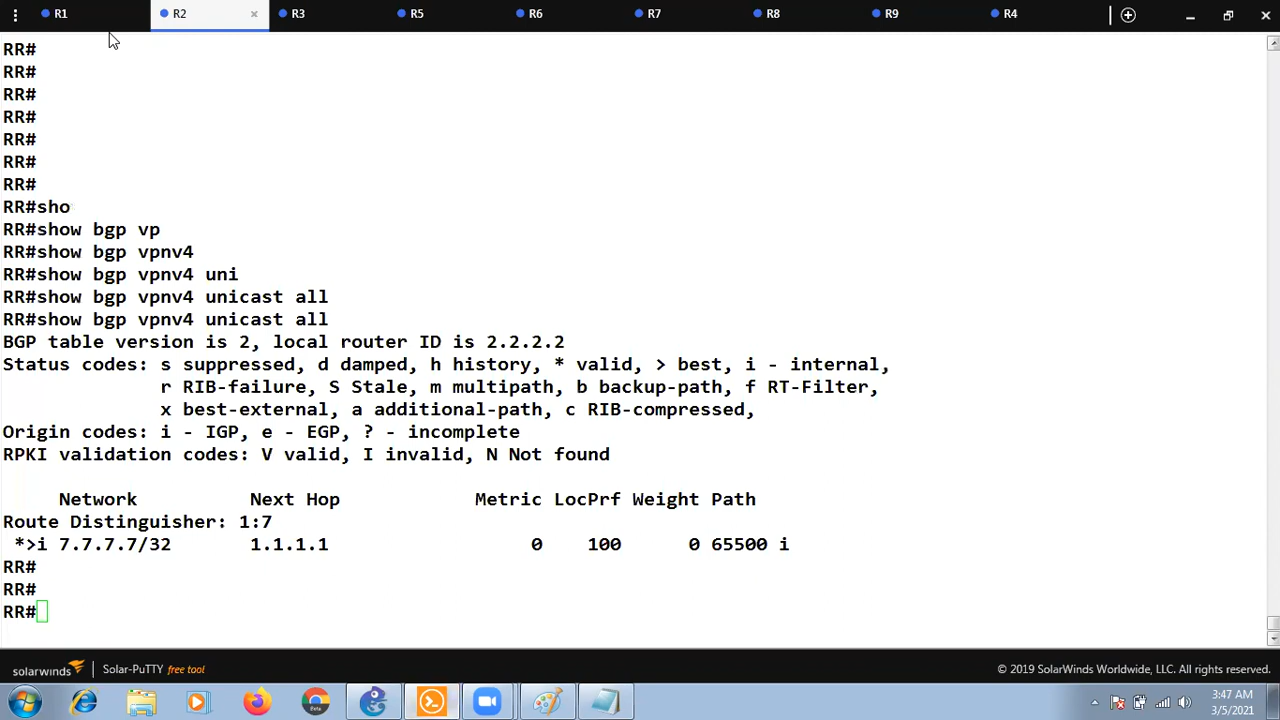 R1 R2 R3 R5 R6 R7 R8 R9 R4
RR#
RR#
RR#
RR#
RR#
RR#
RR#
RR#sho
RR#show bgp vp
RR#show bgp vpnv4
RR#show bgp vpnv4 uni
RR#show bgp vpnv4 unicast all
RR#show bgp vpnv4 unicast all
BGP table version is 2, local router ID is 2.2.2.2
Status codes: s suppressed, d damped, h history, * valid, > best, i - internal,
r RIB-failure, S Stale, m multipath, b backup-path, f RT-Filter,
x best-external, a additional-path, c RIB-compressed,
Origin codes: i - IGP, e - EGP, ? - incomplete
RPKI validation codes: V valid, I invalid, N Not found
Network Next Hop Metric LocPrf Weight Path
Route Distinguisher: 1:7
*>i 7.7.7.7/32 1.1.1.1 0 100 0 65500 i
RR#
RR#
RR#
solarwinds Solar-PuTTY free tool © 2019 SolarWinds Worldwide, LLC. All rights reserved.
3:47 AM
3/5/2021